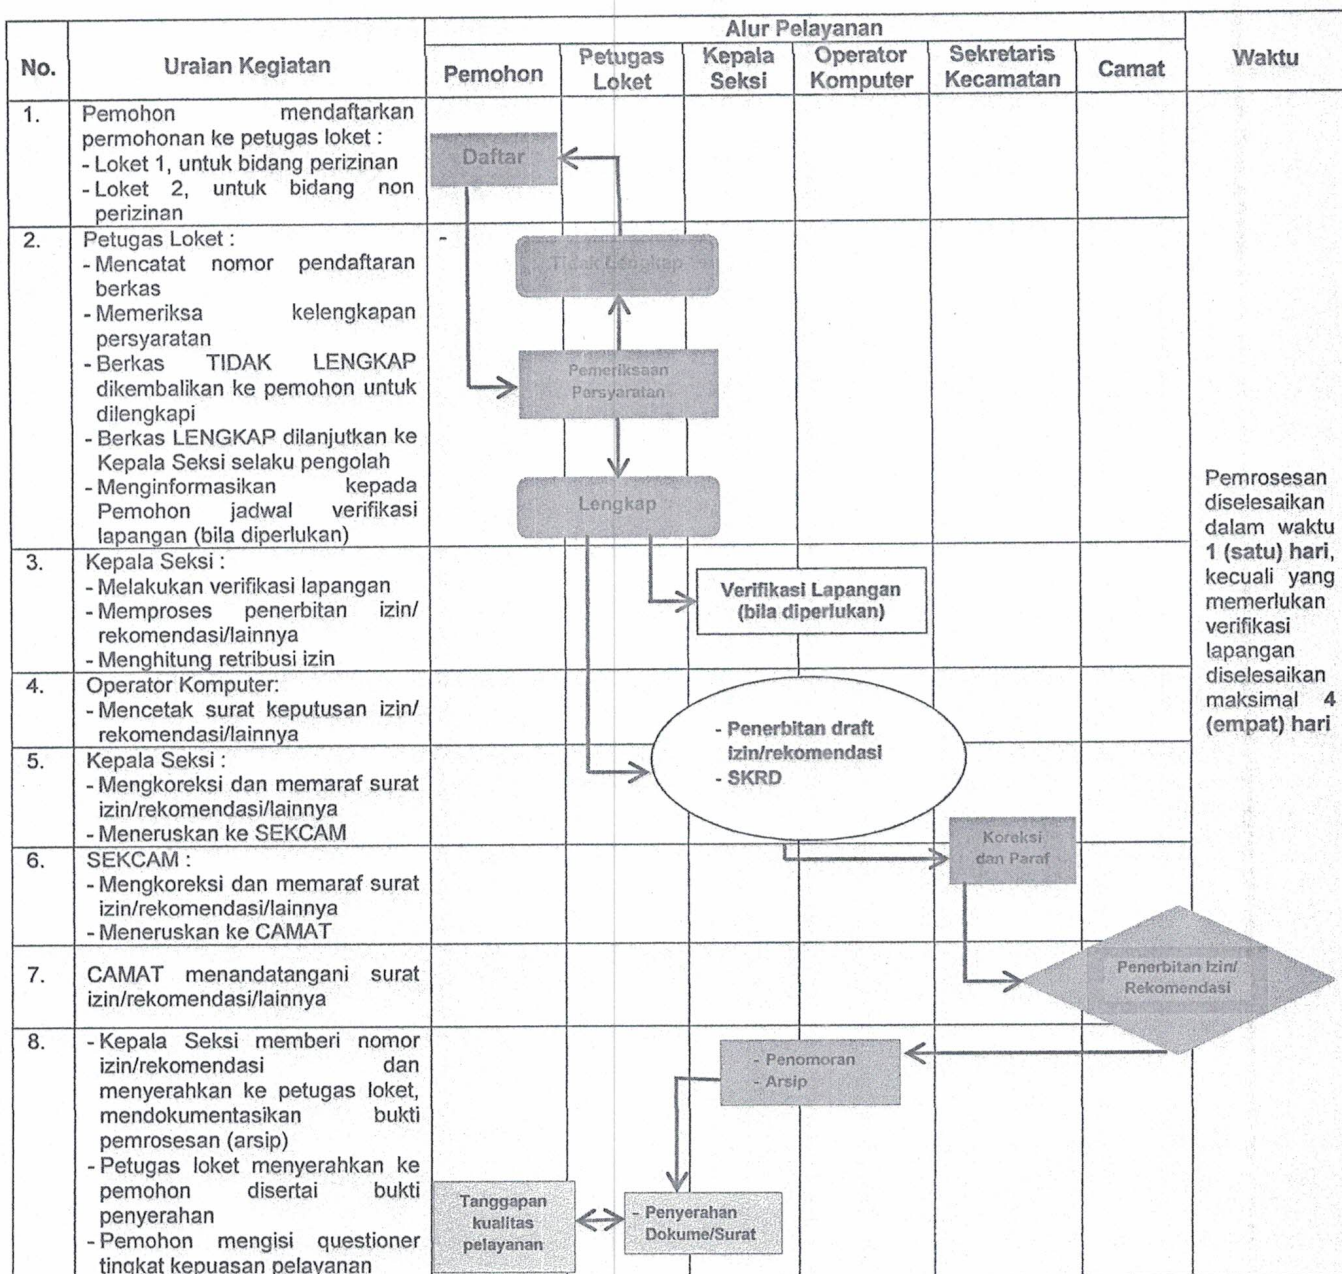 Alur Pelayanan
No.
Uraian Kegiatan
Pemohon
Petugas
Loket
Kepala
Seksi
Operator
Komputer
Sekretaris
Kecamatan
Camat
Waktu
1.
Pemohon mendaftarkan
permohonan ke petugas loket :
- Loket 1, untuk bidang perizinan
- Loket 2, untuk bidang non
perizinan
Daftar
2.
Petugas Loket :
- Mencatat nomor pendaftaran
berkas
- Memeriksa kelengkapan
persyaratan
- Berkas TIDAK LENGKAP
dikembalikan ke pemohon untuk
dilengkapi
- Berkas LENGKAP dilanjutkan ke
Kepala Seksi selaku pengolah
- Menginformasikan kepada
Pemohon jadwal verifikasi
lapangan (bila diperlukan)
-
Tidak Lengkap
Pemeriksaan
Persyaratan
Lengkap
3.
Kepala Seksi :
- Melakukan verifikasi lapangan
- Memproses penerbitan izin/
rekomendasi/lainnya
- Menghitung retribusi izin
Verifikasi Lapangan
(bila diperlukan)
4.
Operator Komputer:
- Mencetak surat keputusan izin/
rekomendasi/lainnya
- Penerbitan draft
izin/rekomendasi
- SKRD
5.
Kepala Seksi :
- Mengkoreksi dan memaraf surat
izin/rekomendasi/lainnya
- Meneruskan ke SEKCAM
Koreksi
dan Paraf
6.
SEKCAM :
- Mengkoreksi dan memaraf surat
izin/rekomendasi/lainnya
- Meneruskan ke CAMAT
7.
CAMAT menandatangani surat
izin/rekomendasi/lainnya
Penerbitan Izin/
Rekomendasi
8.
- Kepala Seksi memberi nomor
izin/rekomendasi dan
menyerahkan ke petugas loket,
mendokumentasikan bukti
pemrosesan (arsip)
- Petugas loket menyerahkan ke
pemohon disertai bukti
penyerahan
- Pemohon mengisi questioner
tingkat kepuasan pelayanan
- Penomoran
- Arsip
Tanggapan
kualitas
pelayanan
- Penyerahan
Dokume/Surat
Pemrosesan
diselesaikan
dalam waktu
1 (satu) hari,
kecuali yang
memerlukan
verifikasi
lapangan
diselesaikan
maksimal 4
(empat) hari